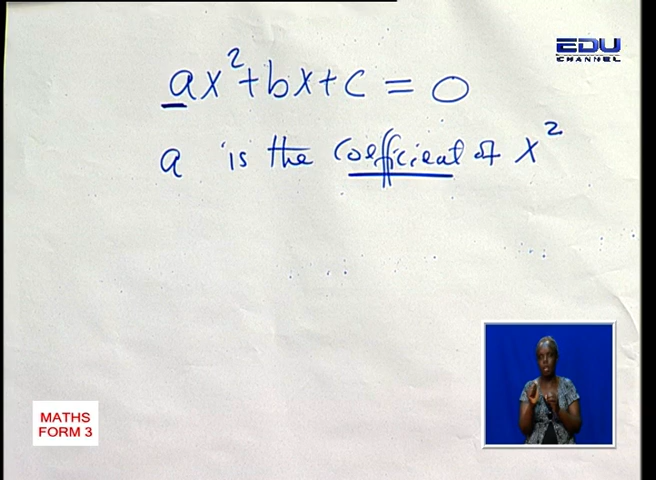 EDU
CHANNEL
ax²+bx+c = 0
a is the coefficient of x²
MATHS
FORM 3